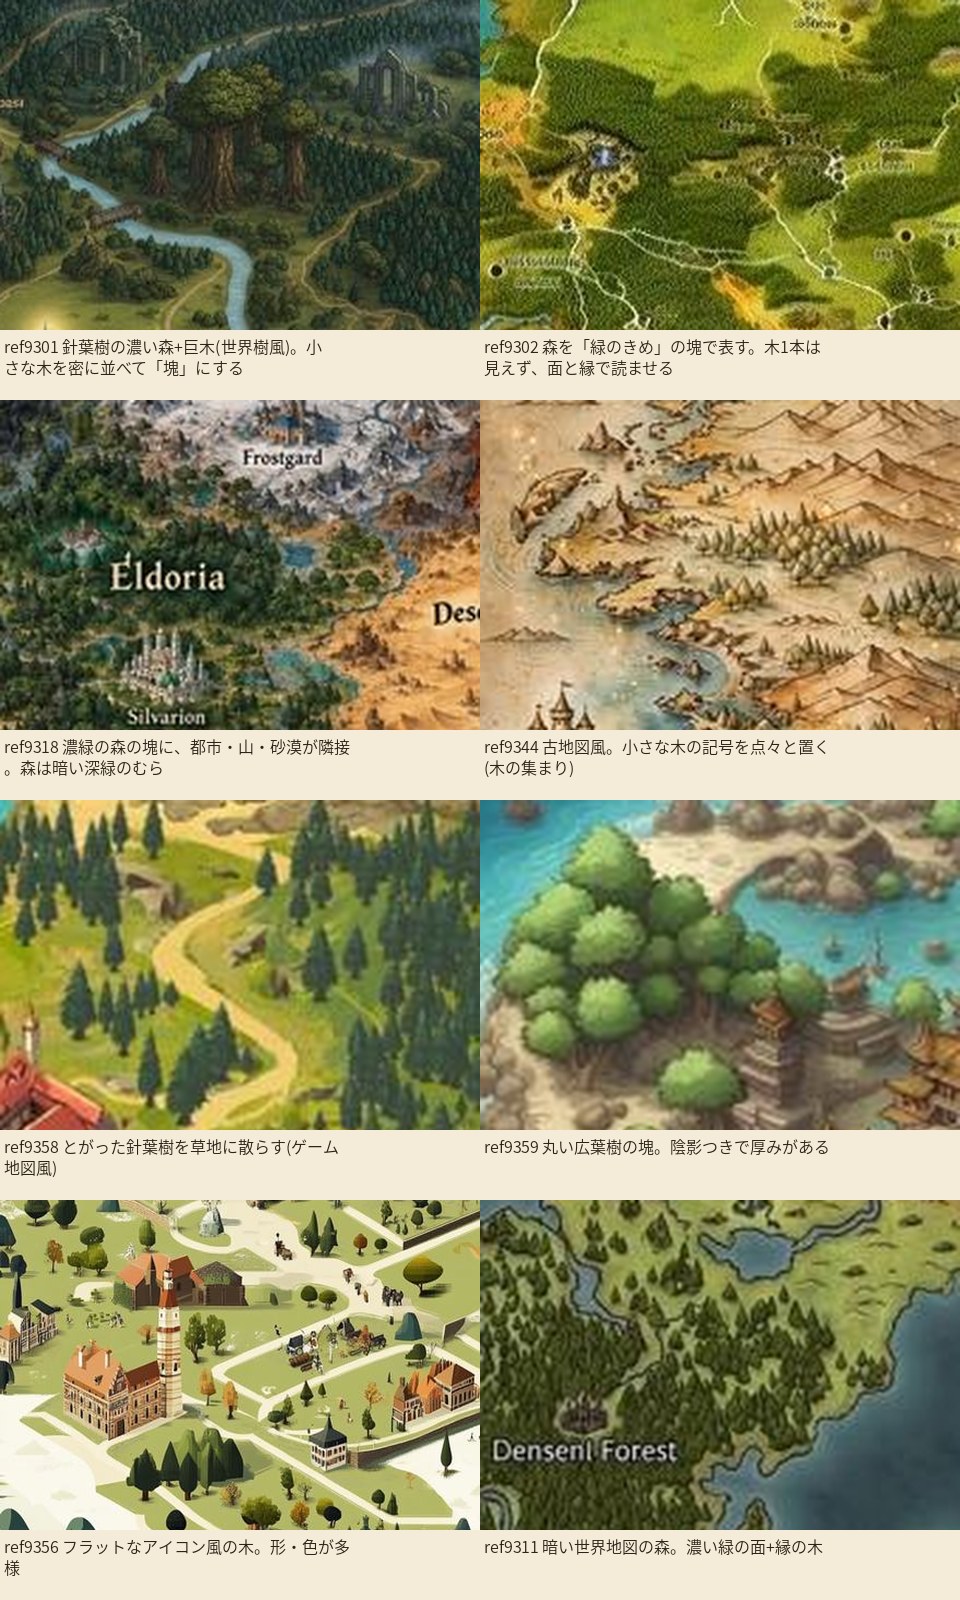 ref9301 針葉樹の濃い森+巨木(世界樹風)。小
さな木を密に並べて「塊」にする
ref9302 森を「緑のきめ」の塊で表す。木1本は
見えず、面と縁で読ませる
Frostgard
Eldoria
Silvarion
ref9318 濃緑の森の塊に、都市・山・砂漠が隣接
。森は暗い深緑のむら
ref9344 古地図風。小さな木の記号を点々と置く
(木の集まり)
ref9358 とがった針葉樹を草地に散らす(ゲーム
地図風)
ref9359 丸い広葉樹の塊。陰影つきで厚みがある
ref9356 フラットなアイコン風の木。形・色が多
様
Densenl Forest
ref9311 暗い世界地図の森。濃い緑の面+縁の木